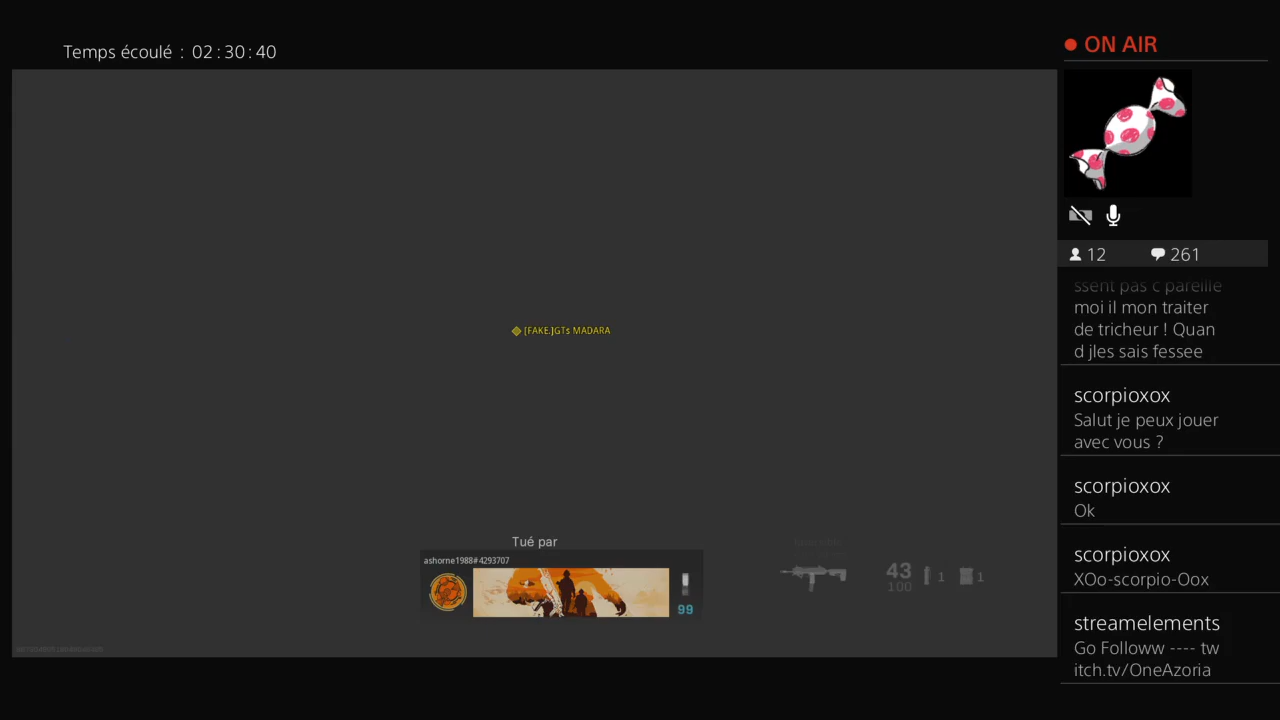 Temps écoulé : 02:30:40
ON AIR
12
261
ssent pas c pareille
moi il mon traiter
de tricheur ! Quan
d jles sais fessee
scorpioxox
Salut je peux jouer
avec vous ?
scorpioxox
Ok
scorpioxox
XOo-scorpio-Oox
streamelements
Go Followw ---- tw
itch.tv/OneAzoria
[FAKE.]GTs MADARA
Tué par
ashorne1988#4293707
99
43
100
1
1